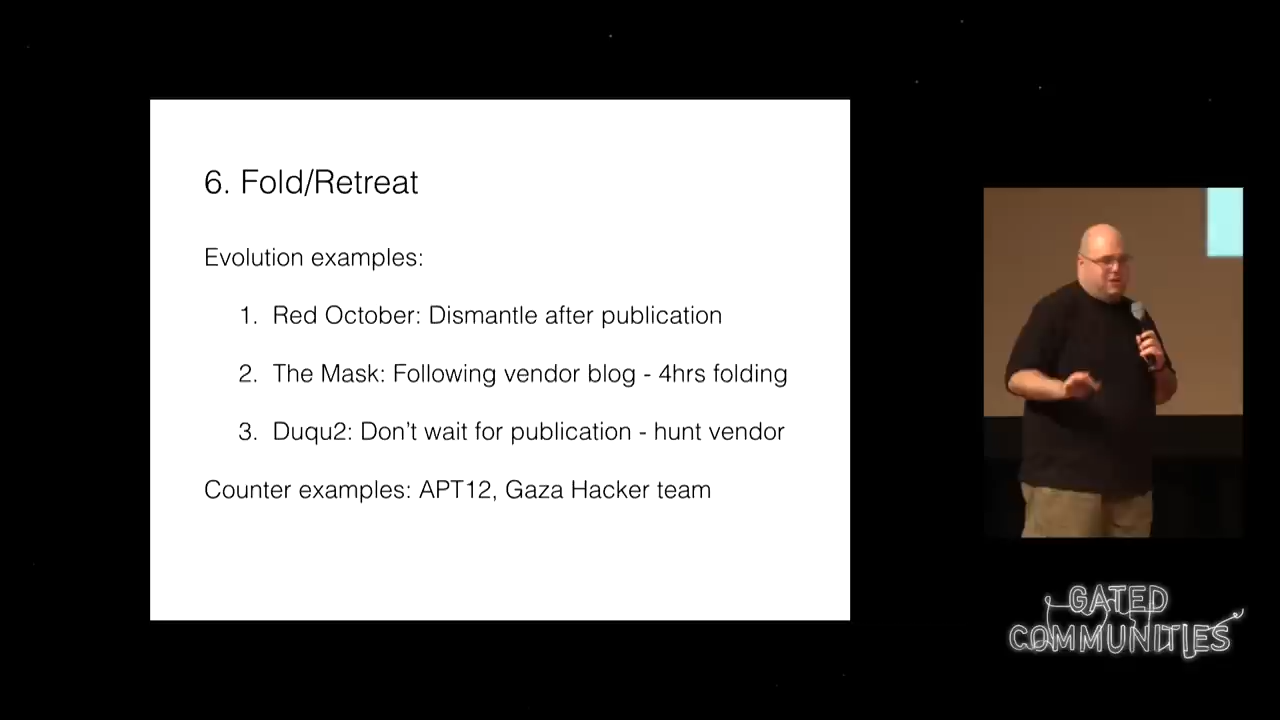 6. Fold/Retreat
Evolution examples:
1. Red October: Dismantle after publication
2. The Mask: Following vendor blog - 4hrs folding
3. Duqu2: Don't wait for publication - hunt vendor
Counter examples: APT12, Gaza Hacker team
GATED
COMMUNITIES